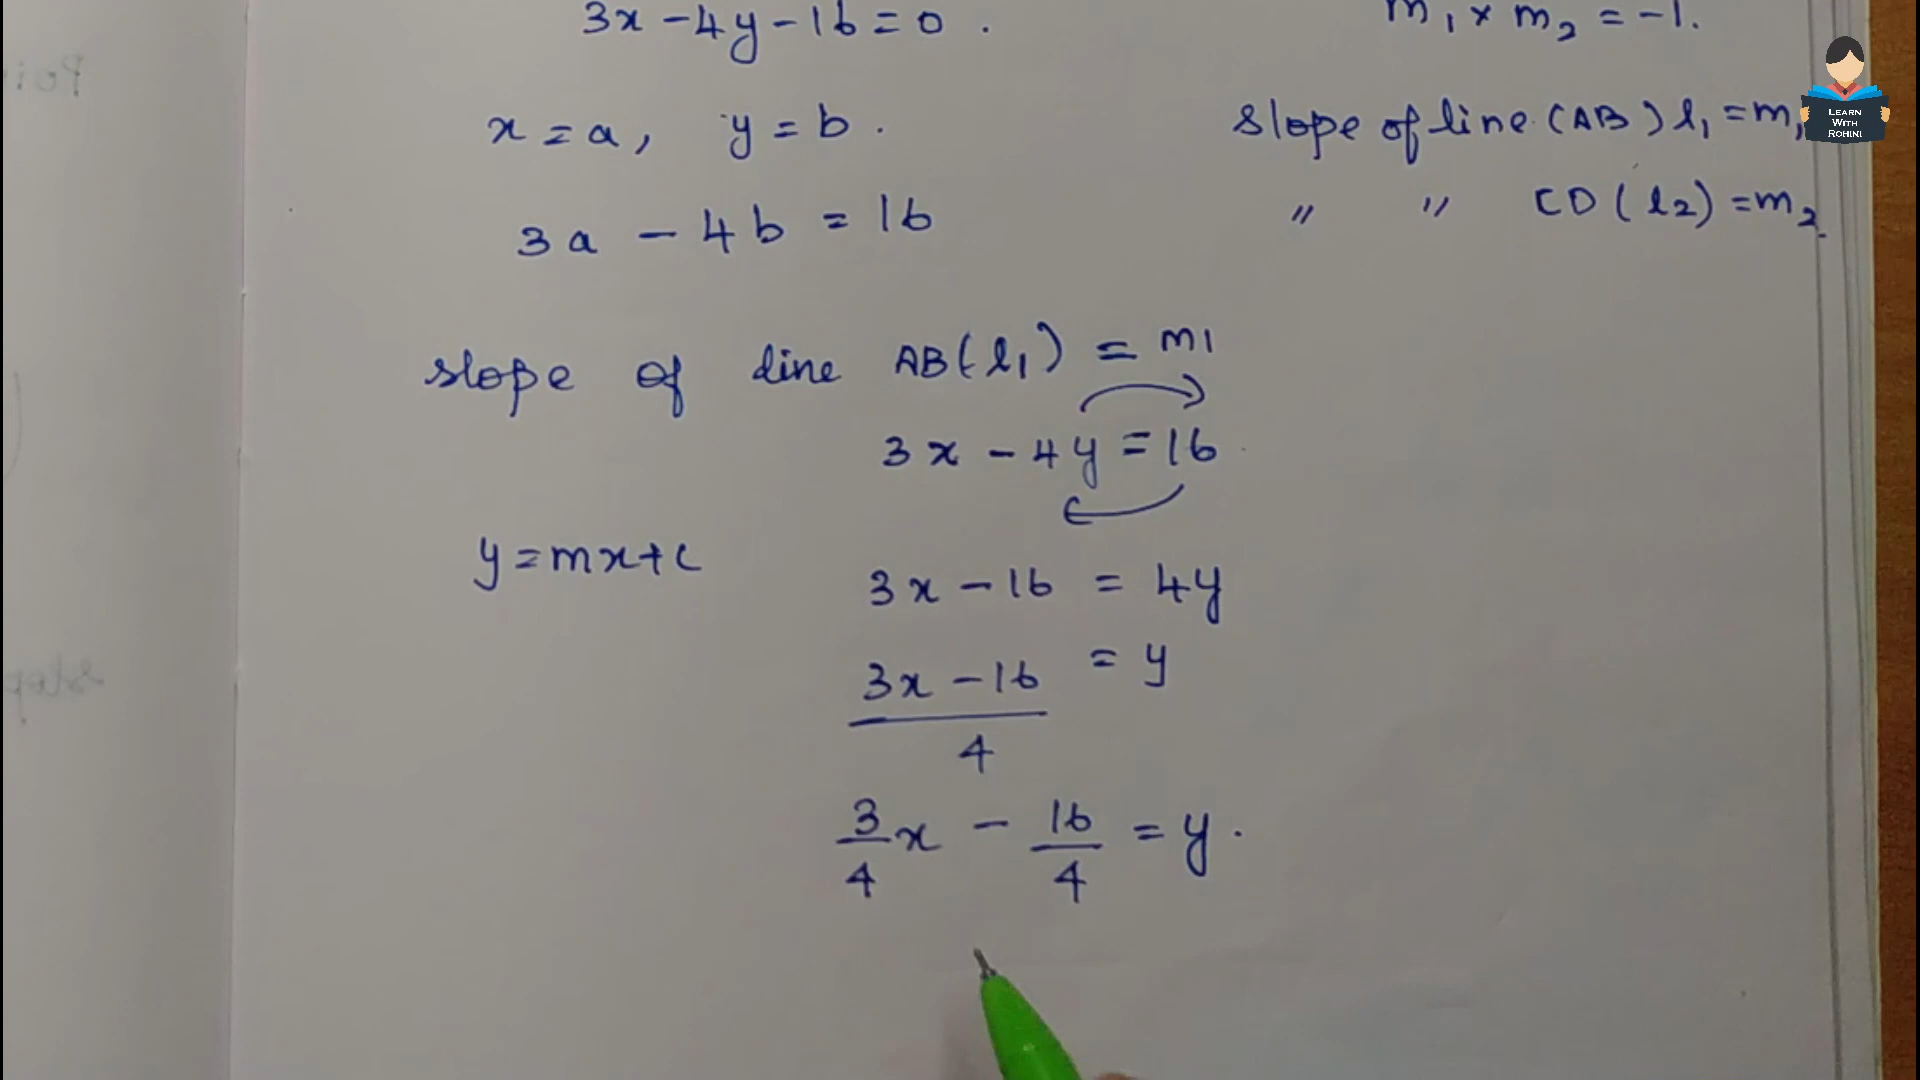 3x - 4y - 16 = 0 .
m₁ × m₂ = -1.
x = a , y = b .
slope of line (AB) l₁ = m₁
3a - 4b = 16
" " CD ( l₂ ) = m₂.
slope of line AB ( l₁ ) = m₁
3x - 4y = 16
y = mx + c
3x - 16 = 4y
(3x - 16)/4 = y
3/4 x - 16/4 = y .
LEARN
WITH
ROHINI